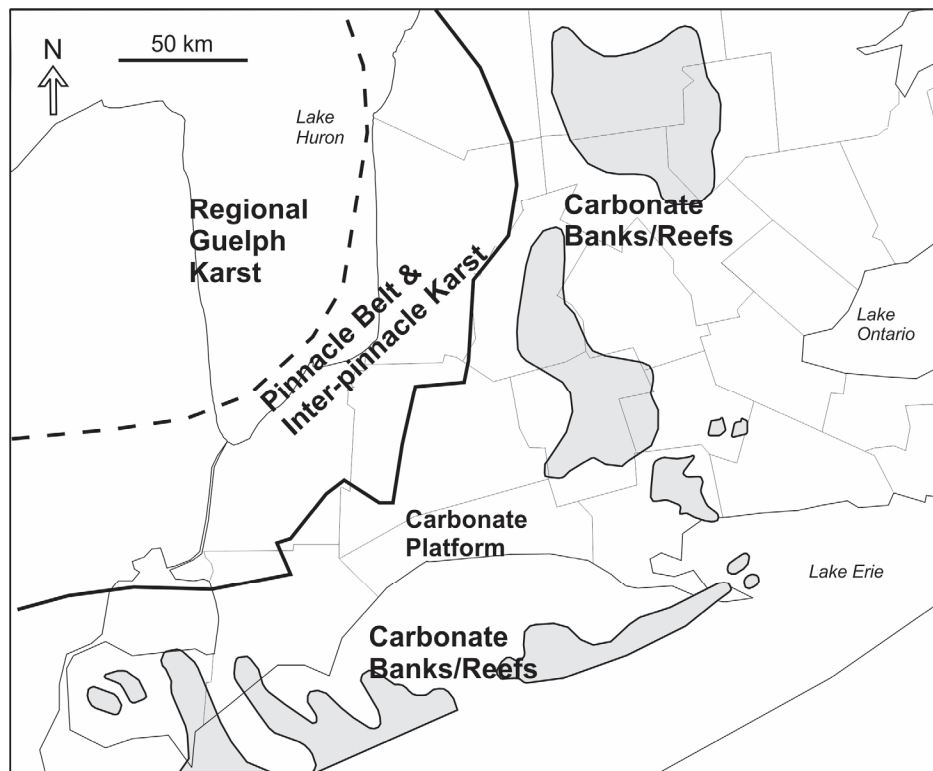 N
50 km
Lake
Huron
Regional
Guelph
Karst
Carbonate
Banks/Reefs
Pinnacle Belt &
Inter-pinnacle Karst
Lake
Ontario
Carbonate
Platform
Lake Erie
Carbonate
Banks/Reefs